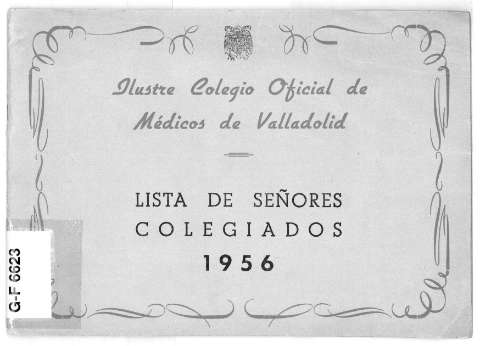 Ilustre Colegio Oficial de
Médicos de Valladolid
LISTA DE SEÑORES
COLEGIADOS
1956
G-F 6623